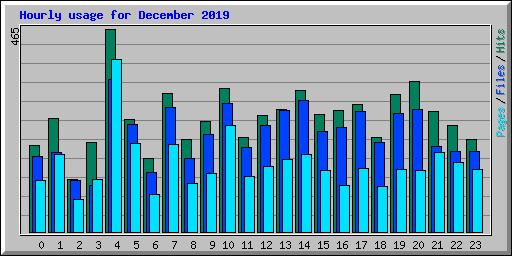 Hourly usage for December 2019
465
Pages / Files / Hits
0 1 2 3 4 5 6 7 8 9 10 11 12 13 14 15 16 17 18 19 20 21 22 23